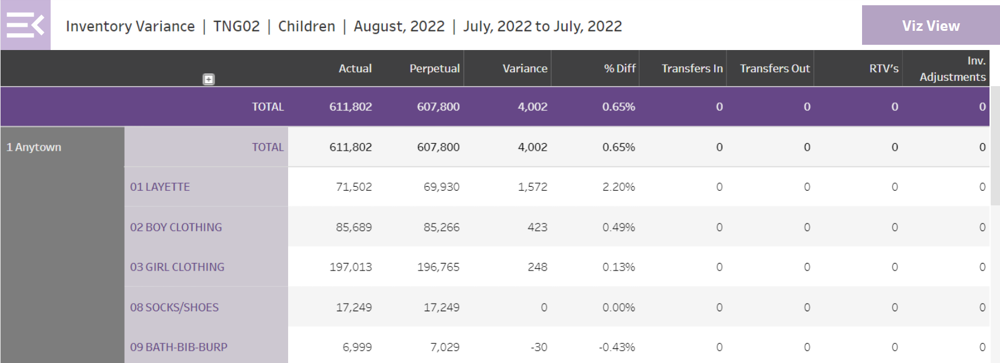 Inventory Variance | TNG02 | Children | August, 2022 | July, 2022 to July, 2022
Viz View
Actual Perpetual Variance % Diff Transfers In Transfers Out RTV’s Inv. Adjustments
TOTAL 611,802 607,800 4,002 0.65% 0 0 0 0
1 Anytown TOTAL 611,802 607,800 4,002 0.65% 0 0 0 0
01 LAYETTE 71,502 69,930 1,572 2.20% 0 0 0 0
02 BOY CLOTHING 85,689 85,266 423 0.49% 0 0 0 0
03 GIRL CLOTHING 197,013 196,765 248 0.13% 0 0 0 0
08 SOCKS/SHOES 17,249 17,249 0 0.00% 0 0 0 0
09 BATH-BIB-BURP 6,999 7,029 -30 -0.43% 0 0 0 0